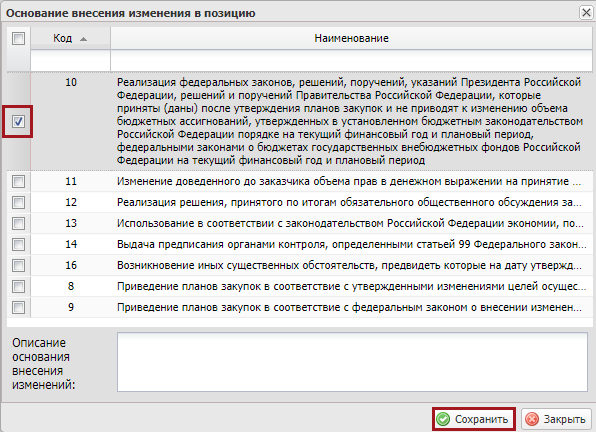 Основание внесения изменения в позицию
Код Наименование
10 Реализация федеральных законов, решений, поручений, указаний Президента Российской
Федерации, решений и поручений Правительства Российской Федерации, которые
приняты (даны) после утверждения планов закупок и не приводят к изменению объема
бюджетных ассигнований, утвержденных в установленном бюджетным законодательством
Российской Федерации порядке на текущий финансовый год и плановый период,
федеральными законами о бюджетах государственных внебюджетных фондов Российской
Федерации на текущий финансовый год и плановый период
11 Изменение доведенного до заказчика объема прав в денежном выражении на принятие ...
12 Реализация решения, принятого по итогам обязательного общественного обсуждения за...
13 Использование в соответствии с законодательством Российской Федерации экономии, по...
14 Выдача предписания органами контроля, определенными статьей 99 Федерального закон...
16 Возникновение иных существенных обстоятельств, предвидеть которые на дату утвержд...
8 Приведение планов закупок в соответствие с утвержденными изменениями целей осущес...
9 Приведение планов закупок в соответствие с федеральным законом о внесении изменен...
Описание
основания
внесения
изменений:
Сохранить Закрыть